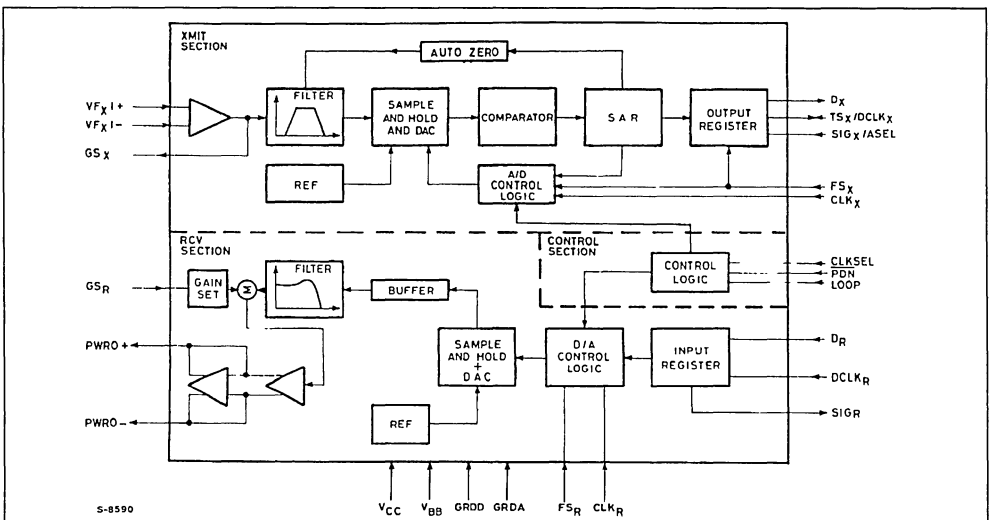 XMIT
SECTION
AUTO ZERO
VFX I+
VFX I-
GSX
FILTER
SAMPLE
AND HOLD
AND DAC
COMPARATOR
SAR
OUTPUT
REGISTER
DX
TSX/DCLKX
SIGX/ASEL
REF
A/D
CONTROL
LOGIC
FSX
CLKX
RCV
SECTION
CONTROL
SECTION
CONTROL
LOGIC
CLKSEL
PDN
LOOP
GSR
GAIN
SET
Σ
FILTER
BUFFER
PWRO+
PWRO-
SAMPLE
AND HOLD
+
DAC
D/A
CONTROL
LOGIC
INPUT
REGISTER
DR
DCLKR
SIGR
REF
VCC VBB GRDD GRDA FSR CLKR
S-8590